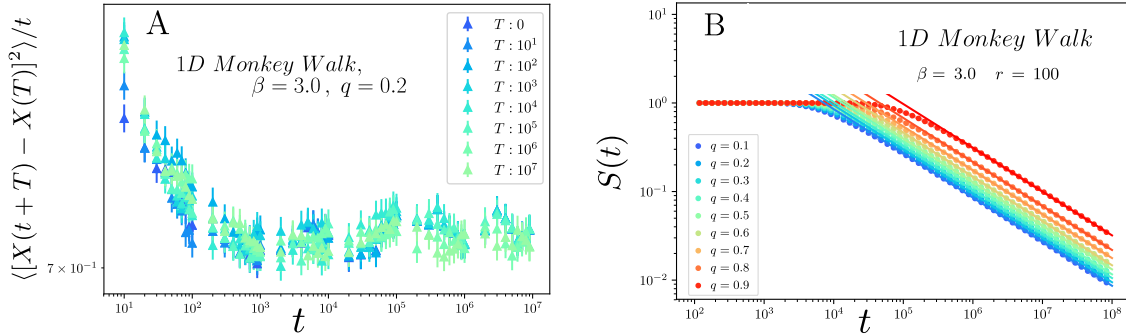 A
1D Monkey Walk,
β = 3.0 , q = 0.2
⟨[X(t + T) − X(T)]²⟩/t
7 × 10⁻¹
T : 0
T : 10¹
T : 10²
T : 10³
T : 10⁴
T : 10⁵
T : 10⁶
T : 10⁷
10¹ 10² 10³ 10⁴ 10⁵ 10⁶ 10⁷
t
B
1D Monkey Walk
β = 3.0 r = 100
S(t)
10¹
10⁰
10⁻¹
10⁻²
q = 0.1
q = 0.2
q = 0.3
q = 0.4
q = 0.5
q = 0.6
q = 0.7
q = 0.8
q = 0.9
10² 10³ 10⁴ 10⁵ 10⁶ 10⁷ 10⁸
t